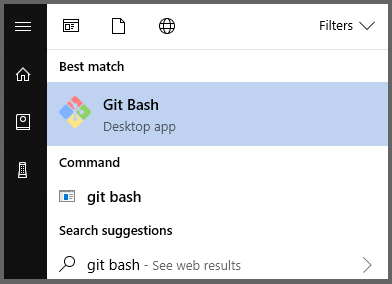 Filters
Best match
Git Bash
Desktop app
Command
git bash
Search suggestions
git bash - See web results